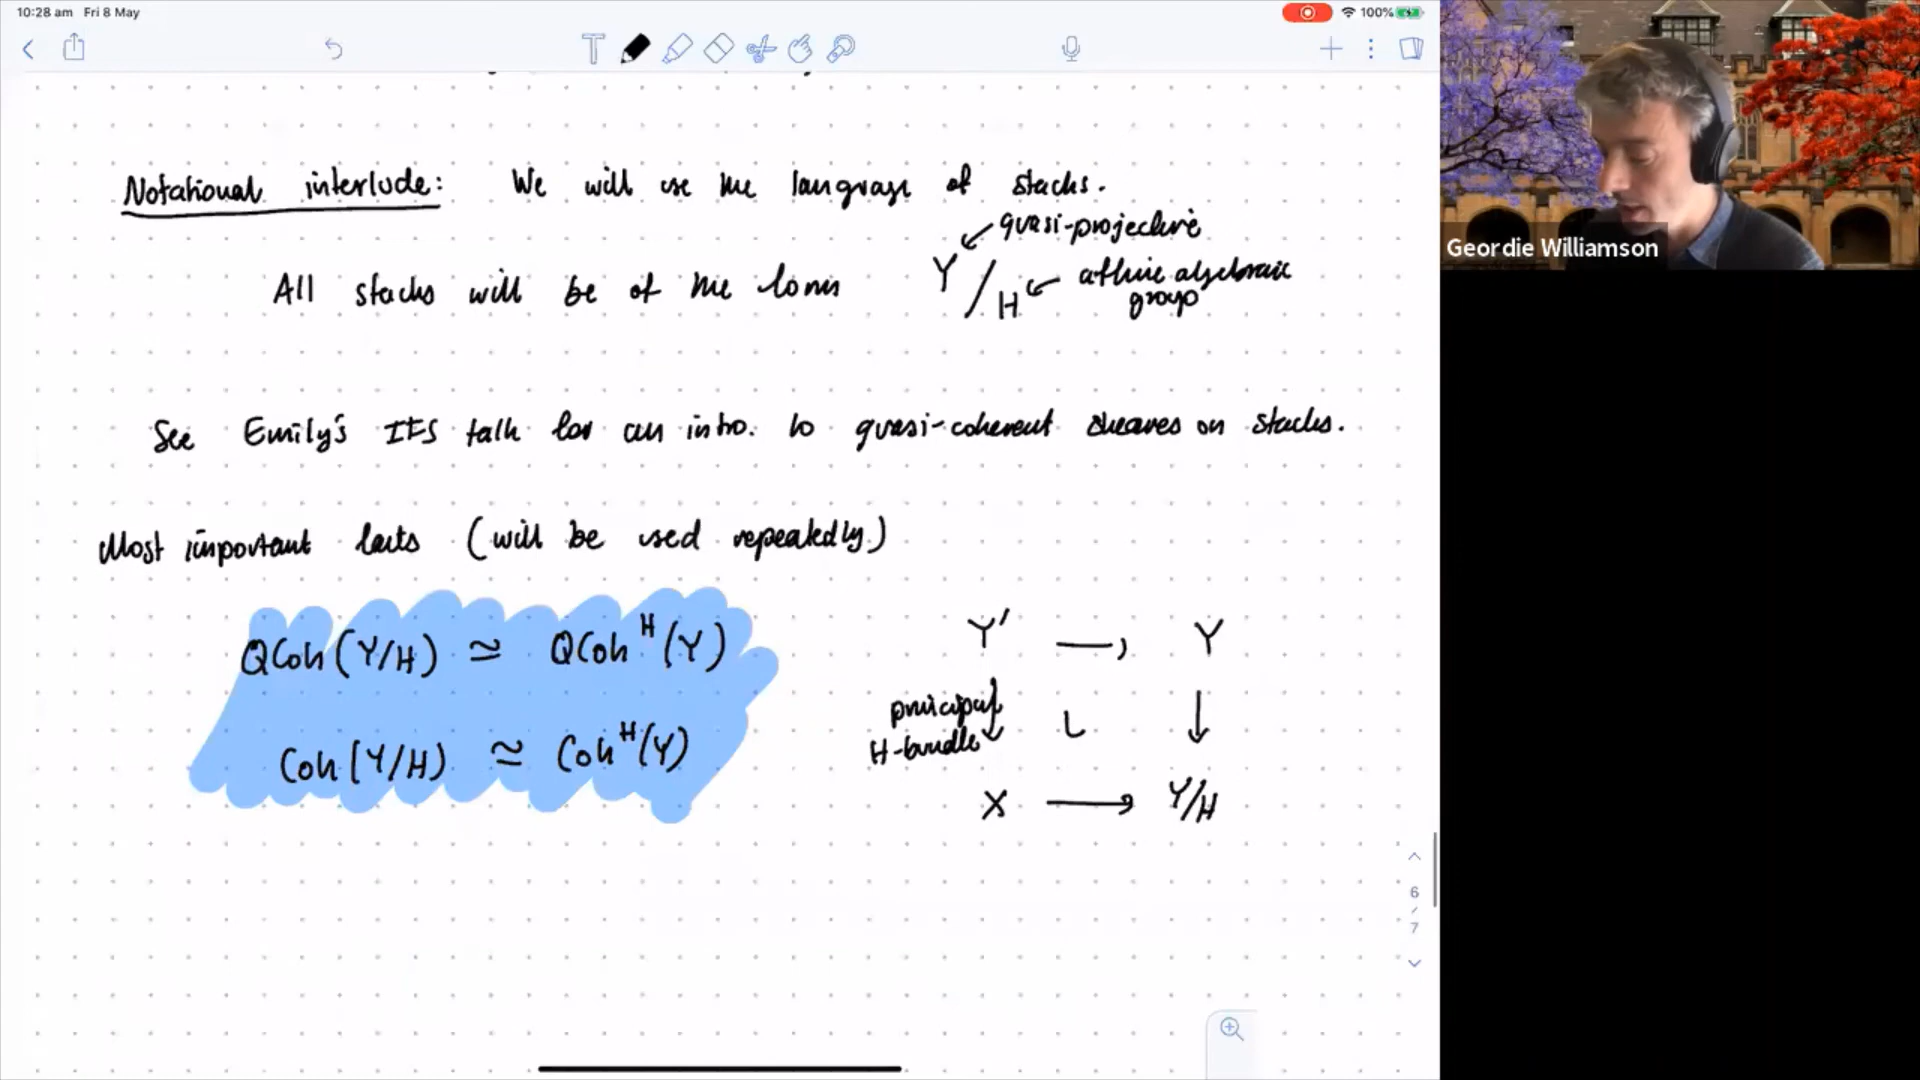 10:28 am Fri 8 May
100%
Notational interlude: We will use the language of stacks.
All stacks will be of the form Y/H
quasi-projective
affine algebraic
group
See Emily's IFS talk for an intro. to quasi-coherent sheaves on stacks.
Most important facts (will be used repeatedly)
QCoh(Y/H) ≃ QCoh^H(Y)
Coh(Y/H) ≃ Coh^H(Y)
Y' → Y
principal
H-bundle
X → Y/H
6
/
7
Geordie Williamson